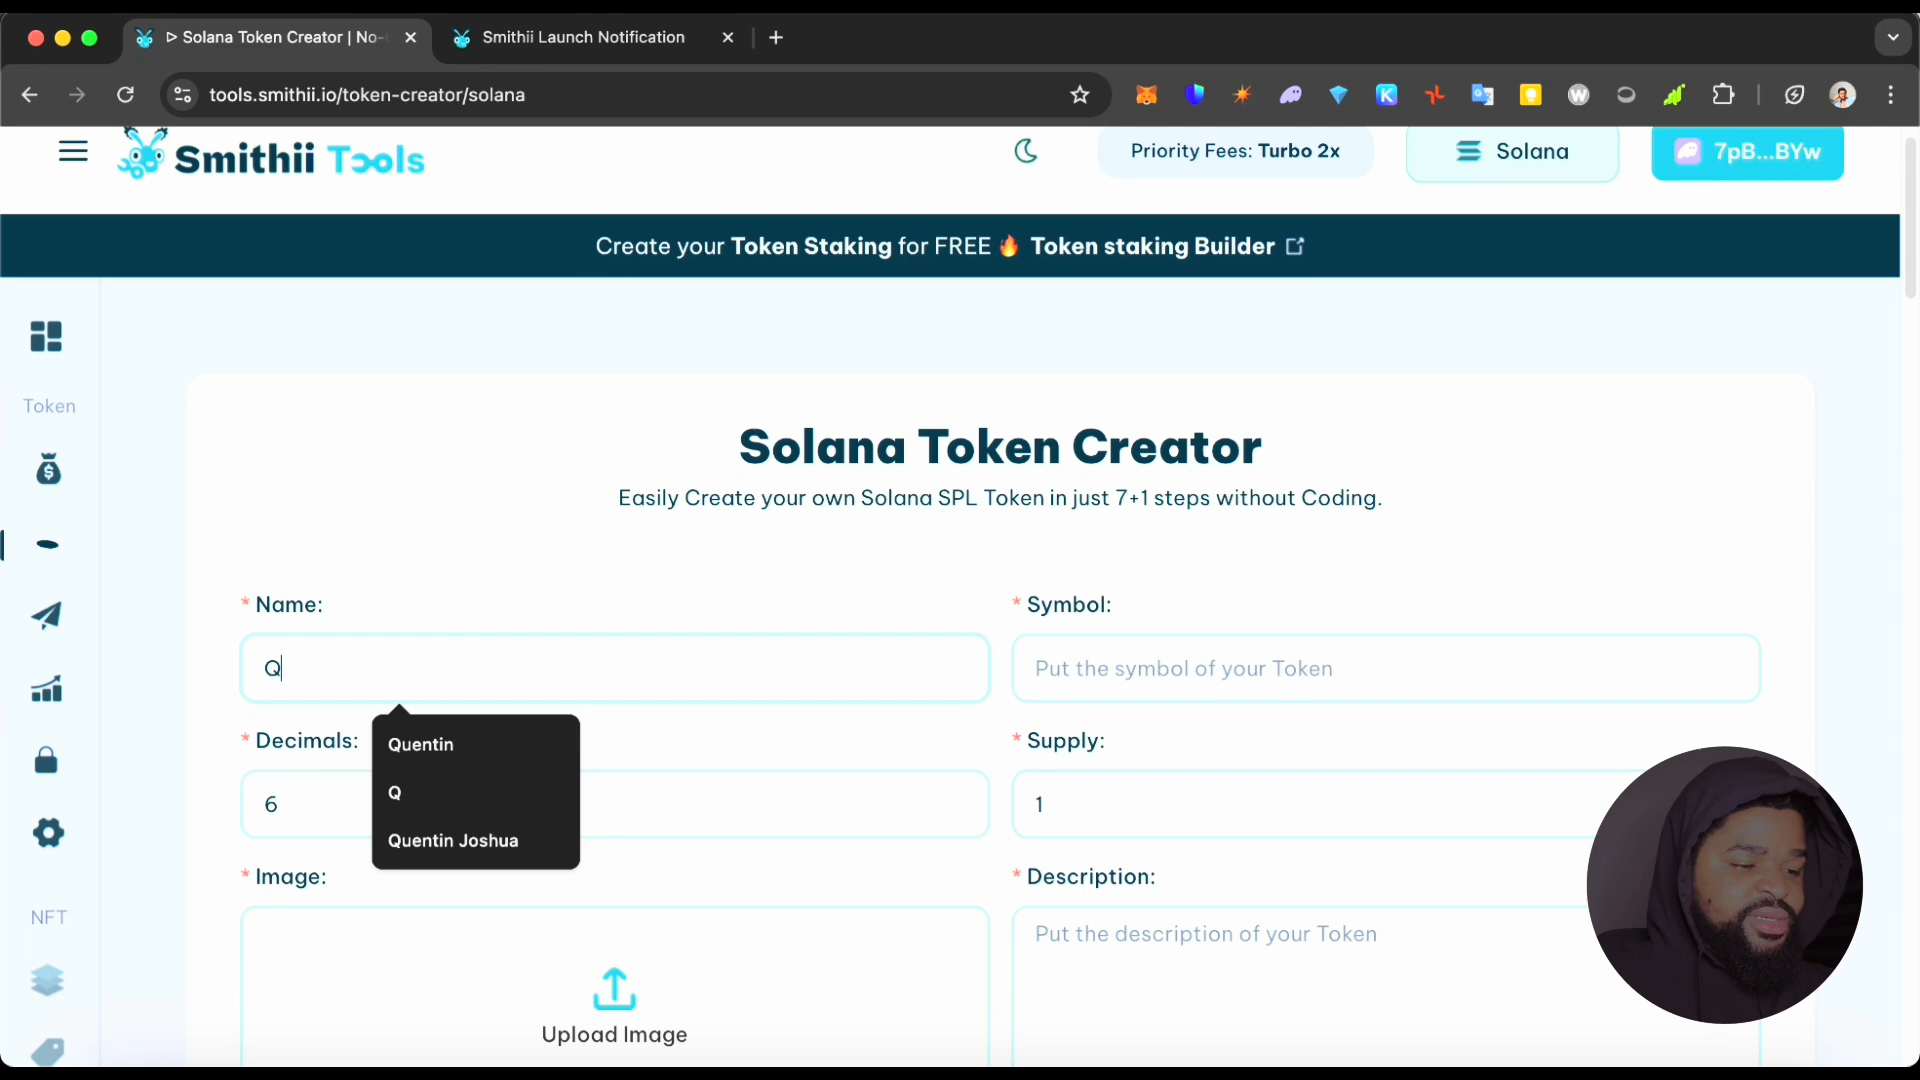 Solana Token Creator | No-
Smithii Launch Notification
tools.smithii.io/token-creator/solana
Smithii Tools
Priority Fees: Turbo 2x
Solana
7pB...BYw
Create your Token Staking for FREE 🔥 Token staking Builder
Token
Solana Token Creator
Easily Create your own Solana SPL Token in just 7+1 steps without Coding.
* Name:
* Symbol:
Q
Put the symbol of your Token
* Decimals:
* Supply:
Quentin
Q
Quentin Joshua
6
1
* Image:
* Description:
NFT
Put the description of your Token
Upload Image